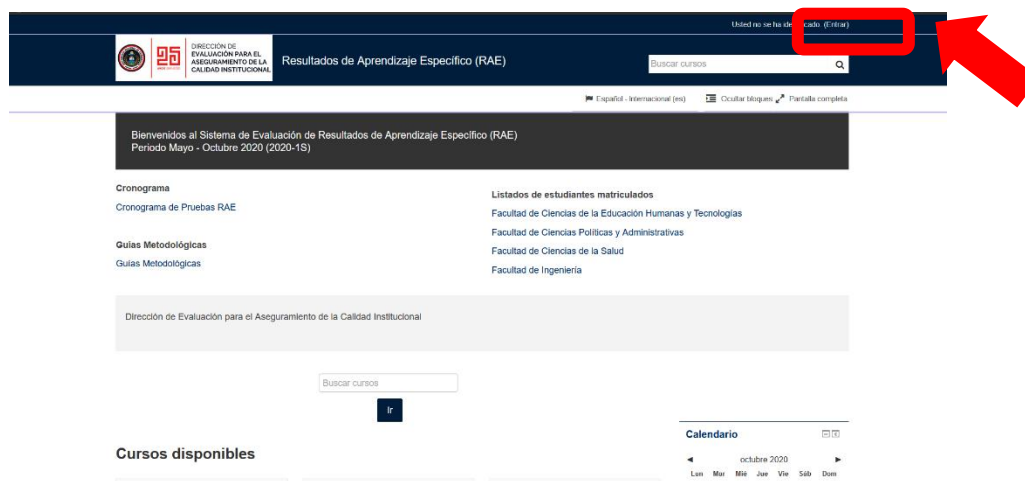 Usted no se ha identificado (Entrar)
25
DIRECCIÓN DE
EVALUACIÓN PARA EL
ASEGURAMIENTO DE LA
CALIDAD INSTITUCIONAL
Resultados de Aprendizaje Específico (RAE)
Buscar cursos
Español - Internacional (es)
Ocultar bloques
Pantalla completa
Bienvenidos al Sistema de Evaluación de Resultados de Aprendizaje Específico (RAE)
Periodo Mayo - Octubre 2020 (2020-1S)
Cronograma
Cronograma de Pruebas RAE
Guias Metodológicas
Guías Metodológicas
Listados de estudiantes matriculados
Facultad de Ciencias de la Educación Humanas y Tecnologías
Facultad de Ciencias Políticas y Administrativas
Facultad de Ciencias de la Salud
Facultad de Ingeniería
Dirección de Evaluación para el Aseguramiento de la Calidad Institucional
Buscar cursos
Ir
Cursos disponibles
Calendario
octubre 2020
Lun Mar Mié Jue Vie Sáb Dom